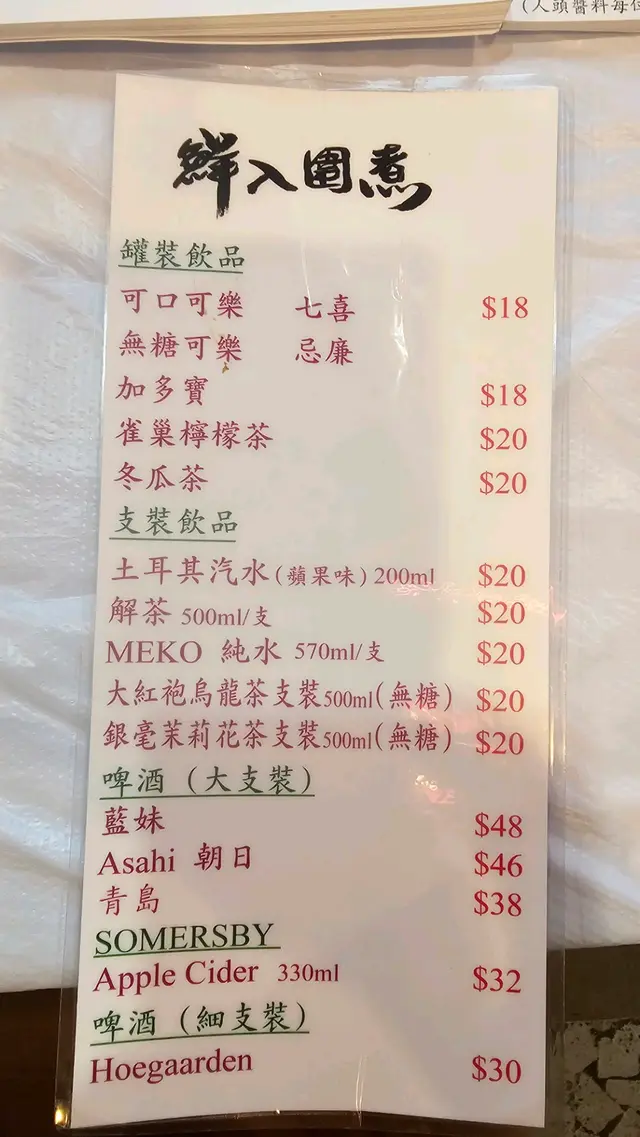 (人頭醬料每位
鮮入圍煮
罐裝飲品
可口可樂 七喜 $18
無糖可樂 忌廉
加多寶 $18
雀巢檸檬茶 $20
冬瓜茶 $20
支裝飲品
土耳其汽水(蘋果味) 200ml $20
解茶 500ml/支 $20
MEKO 純水 570ml/支 $20
大紅袍烏龍茶支裝500ml(無糖) $20
銀毫茉莉花茶支裝500ml(無糖) $20
啤酒 (大支裝)
藍妹 $48
Asahi 朝日 $46
青島 $38
SOMERSBY
Apple Cider 330ml $32
啤酒 (細支裝)
Hoegaarden $30